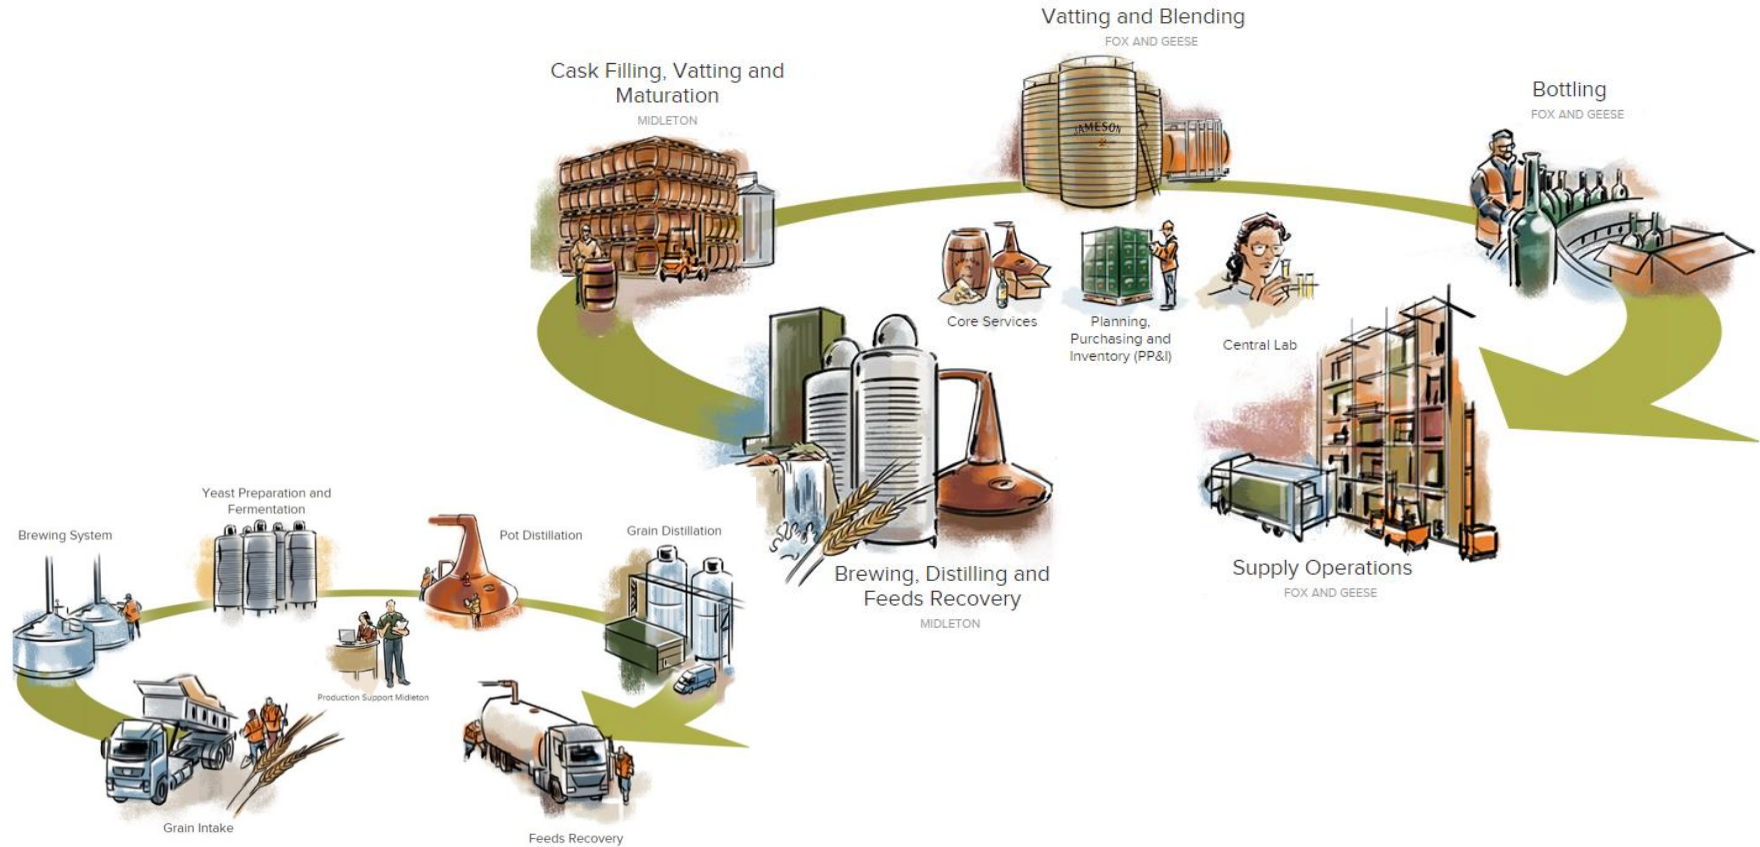 Vatting and Blending
FOX AND GEESE
Cask Filling, Vatting and
Maturation
MIDLETON
Bottling
FOX AND GEESE
JAMESON
Core Services
Planning,
Purchasing and
Inventory (PP&I)
Central Lab
Brewing, Distilling and
Feeds Recovery
MIDLETON
Supply Operations
FOX AND GEESE
Yeast Preparation and
Fermentation
Brewing System
Pot Distillation
Grain Distillation
Production Support Midleton
Grain Intake
Feeds Recovery